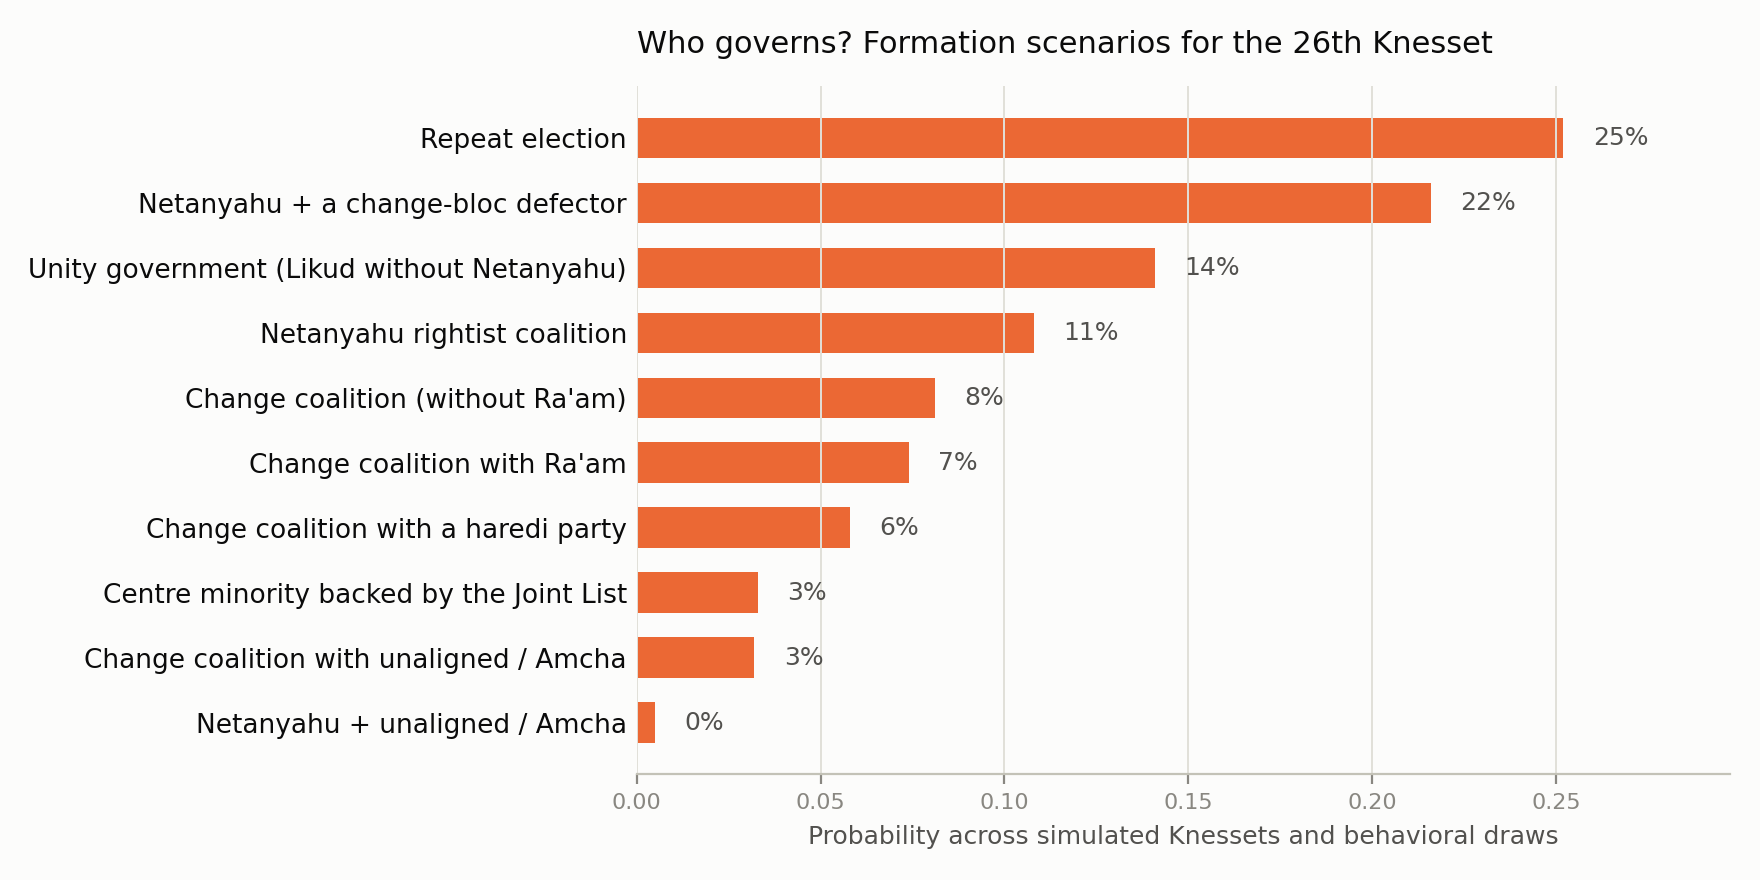 Who governs? Formation scenarios for the 26th Knesset
Repeat election 25%
Netanyahu + a change-bloc defector 22%
Unity government (Likud without Netanyahu) 14%
Netanyahu rightist coalition 11%
Change coalition (without Ra'am) 8%
Change coalition with Ra'am 7%
Change coalition with a haredi party 6%
Centre minority backed by the Joint List 3%
Change coalition with unaligned / Amcha 3%
Netanyahu + unaligned / Amcha 0%
0.00 0.05 0.10 0.15 0.20 0.25
Probability across simulated Knessets and behavioral draws